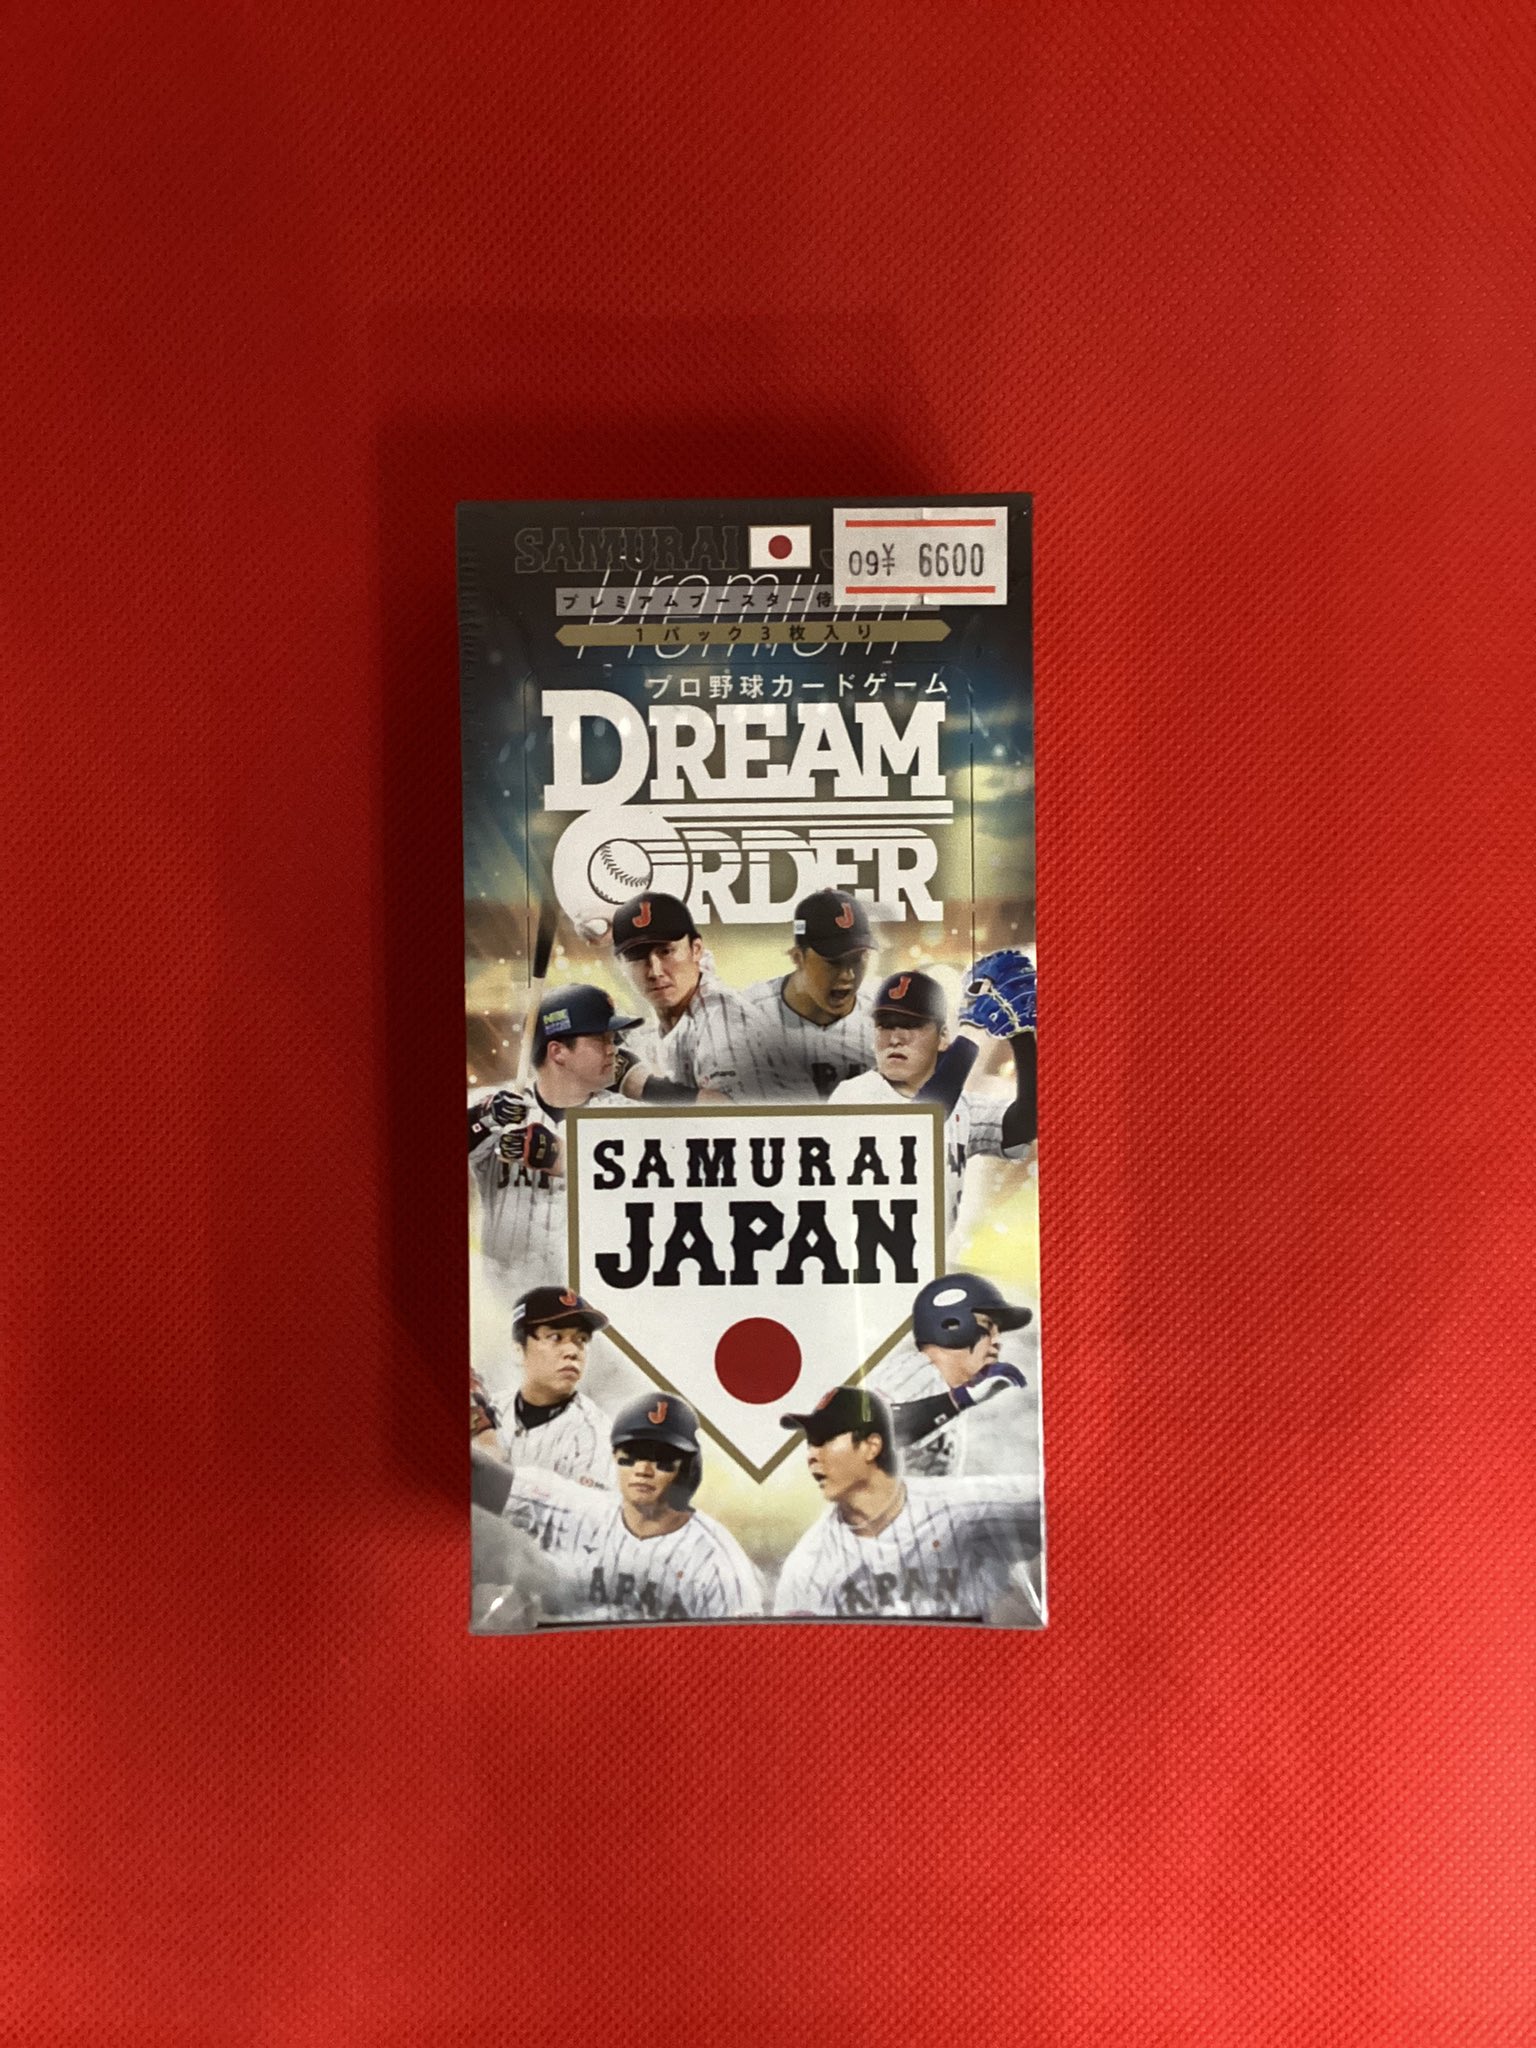 SAMURAI
09¥ 6600
Premium
プレミアムブースター侍
1パック3枚入り
プロ野球カードゲーム
DREAM
ORDER
J
SAMURAI
JAPAN